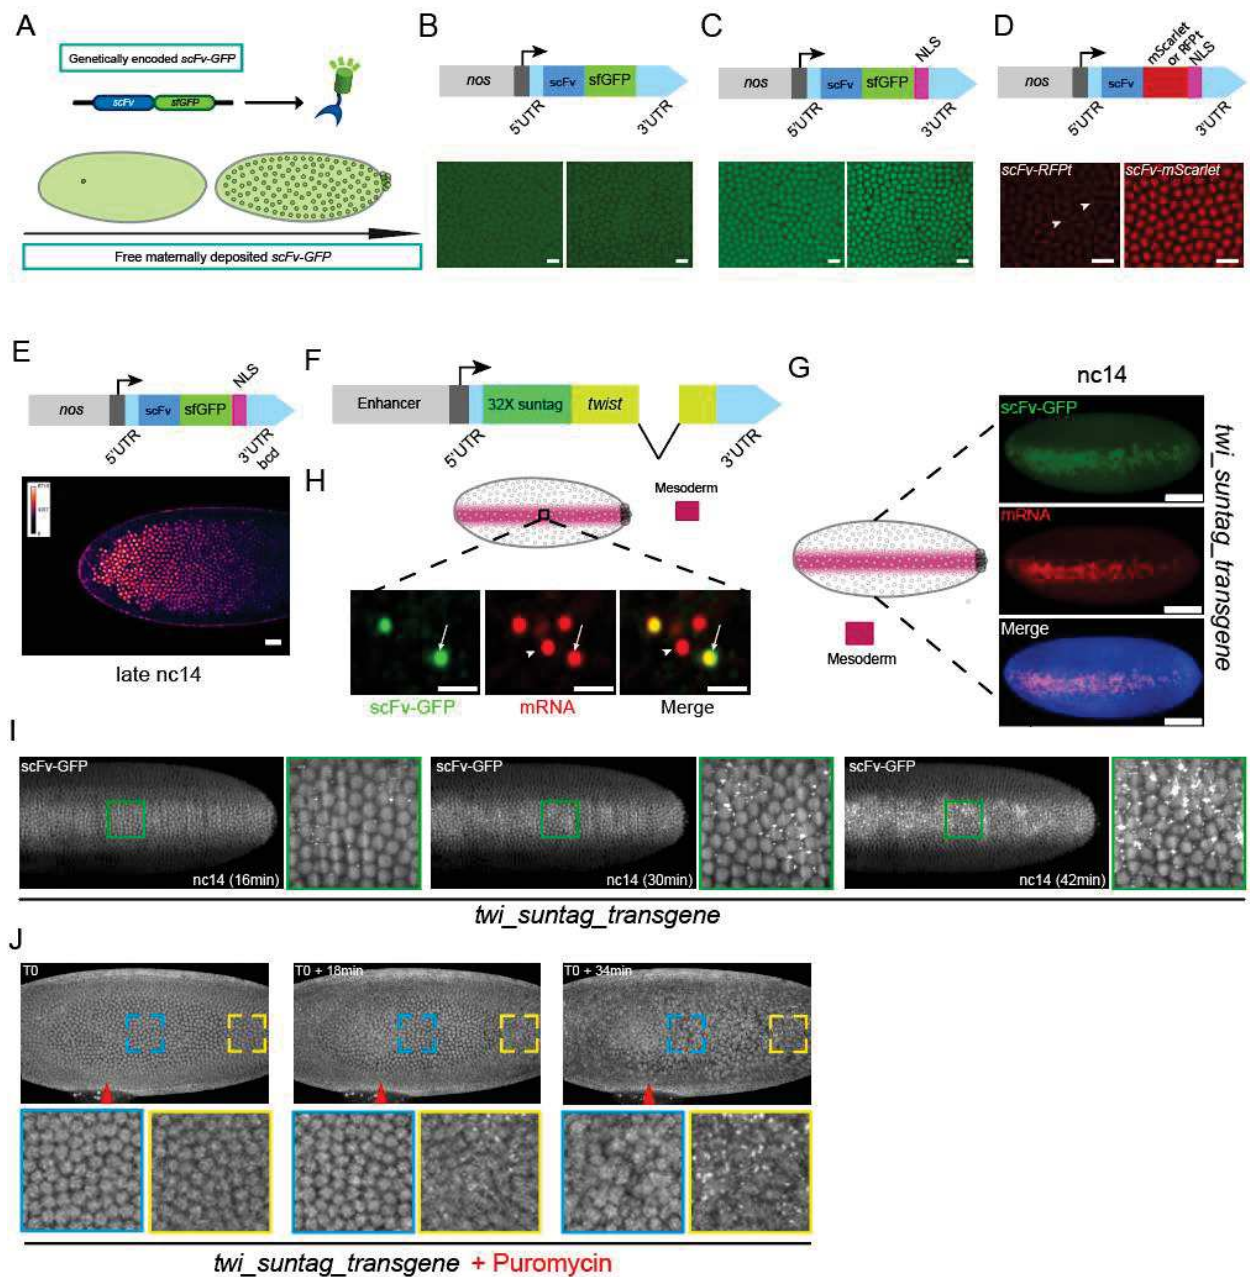 A
Genetically encoded scFv-GFP
scFv
sfGFP
Free maternally deposited scFv-GFP
B
nos
scFv
sfGFP
5'UTR
3'UTR
C
NLS
nos
scFv
sfGFP
5'UTR
3'UTR
D
mScarlet
or RFPt
NLS
nos
scFv
5'UTR
3'UTR
scFv-RFPt
scFv-mScarlet
E
NLS
nos
scFv
sfGFP
5'UTR
3'UTR
bcd
late nc14
F
Enhancer
32X suntag
twist
5'UTR
3'UTR
G
nc14
scFv-GFP
mRNA
Merge
twi_suntag_transgene
Mesoderm
H
Mesoderm
scFv-GFP
mRNA
Merge
I
scFv-GFP
nc14 (16min)
scFv-GFP
nc14 (30min)
scFv-GFP
nc14 (42min)
twi_suntag_transgene
J
T0
T0 + 18min
T0 + 34min
twi_suntag_transgene + Puromycin